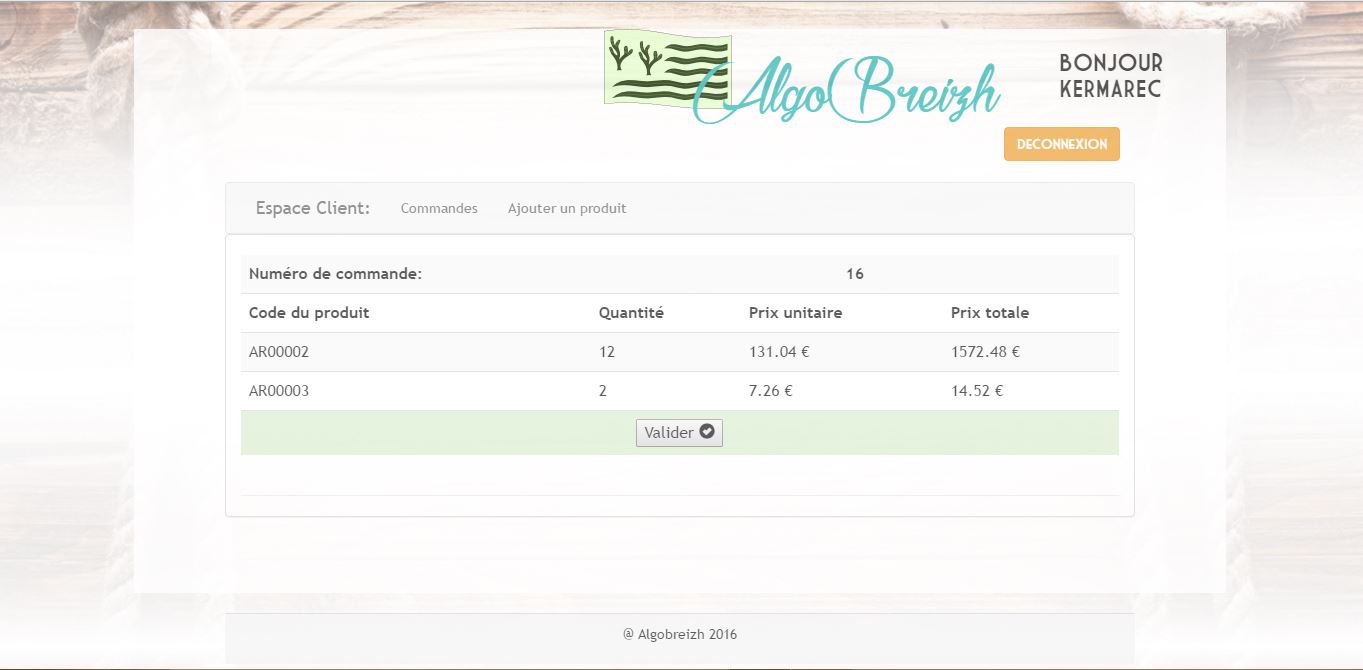 AlgoBreizh
BONJOUR
KERMAREC
DECONNEXION
Espace Client: Commandes Ajouter un produit
Numéro de commande: 16
Code du produit Quantité Prix unitaire Prix totale
AR00002 12 131.04 € 1572.48 €
AR00003 2 7.26 € 14.52 €
Valider
@ Algobreizh 2016